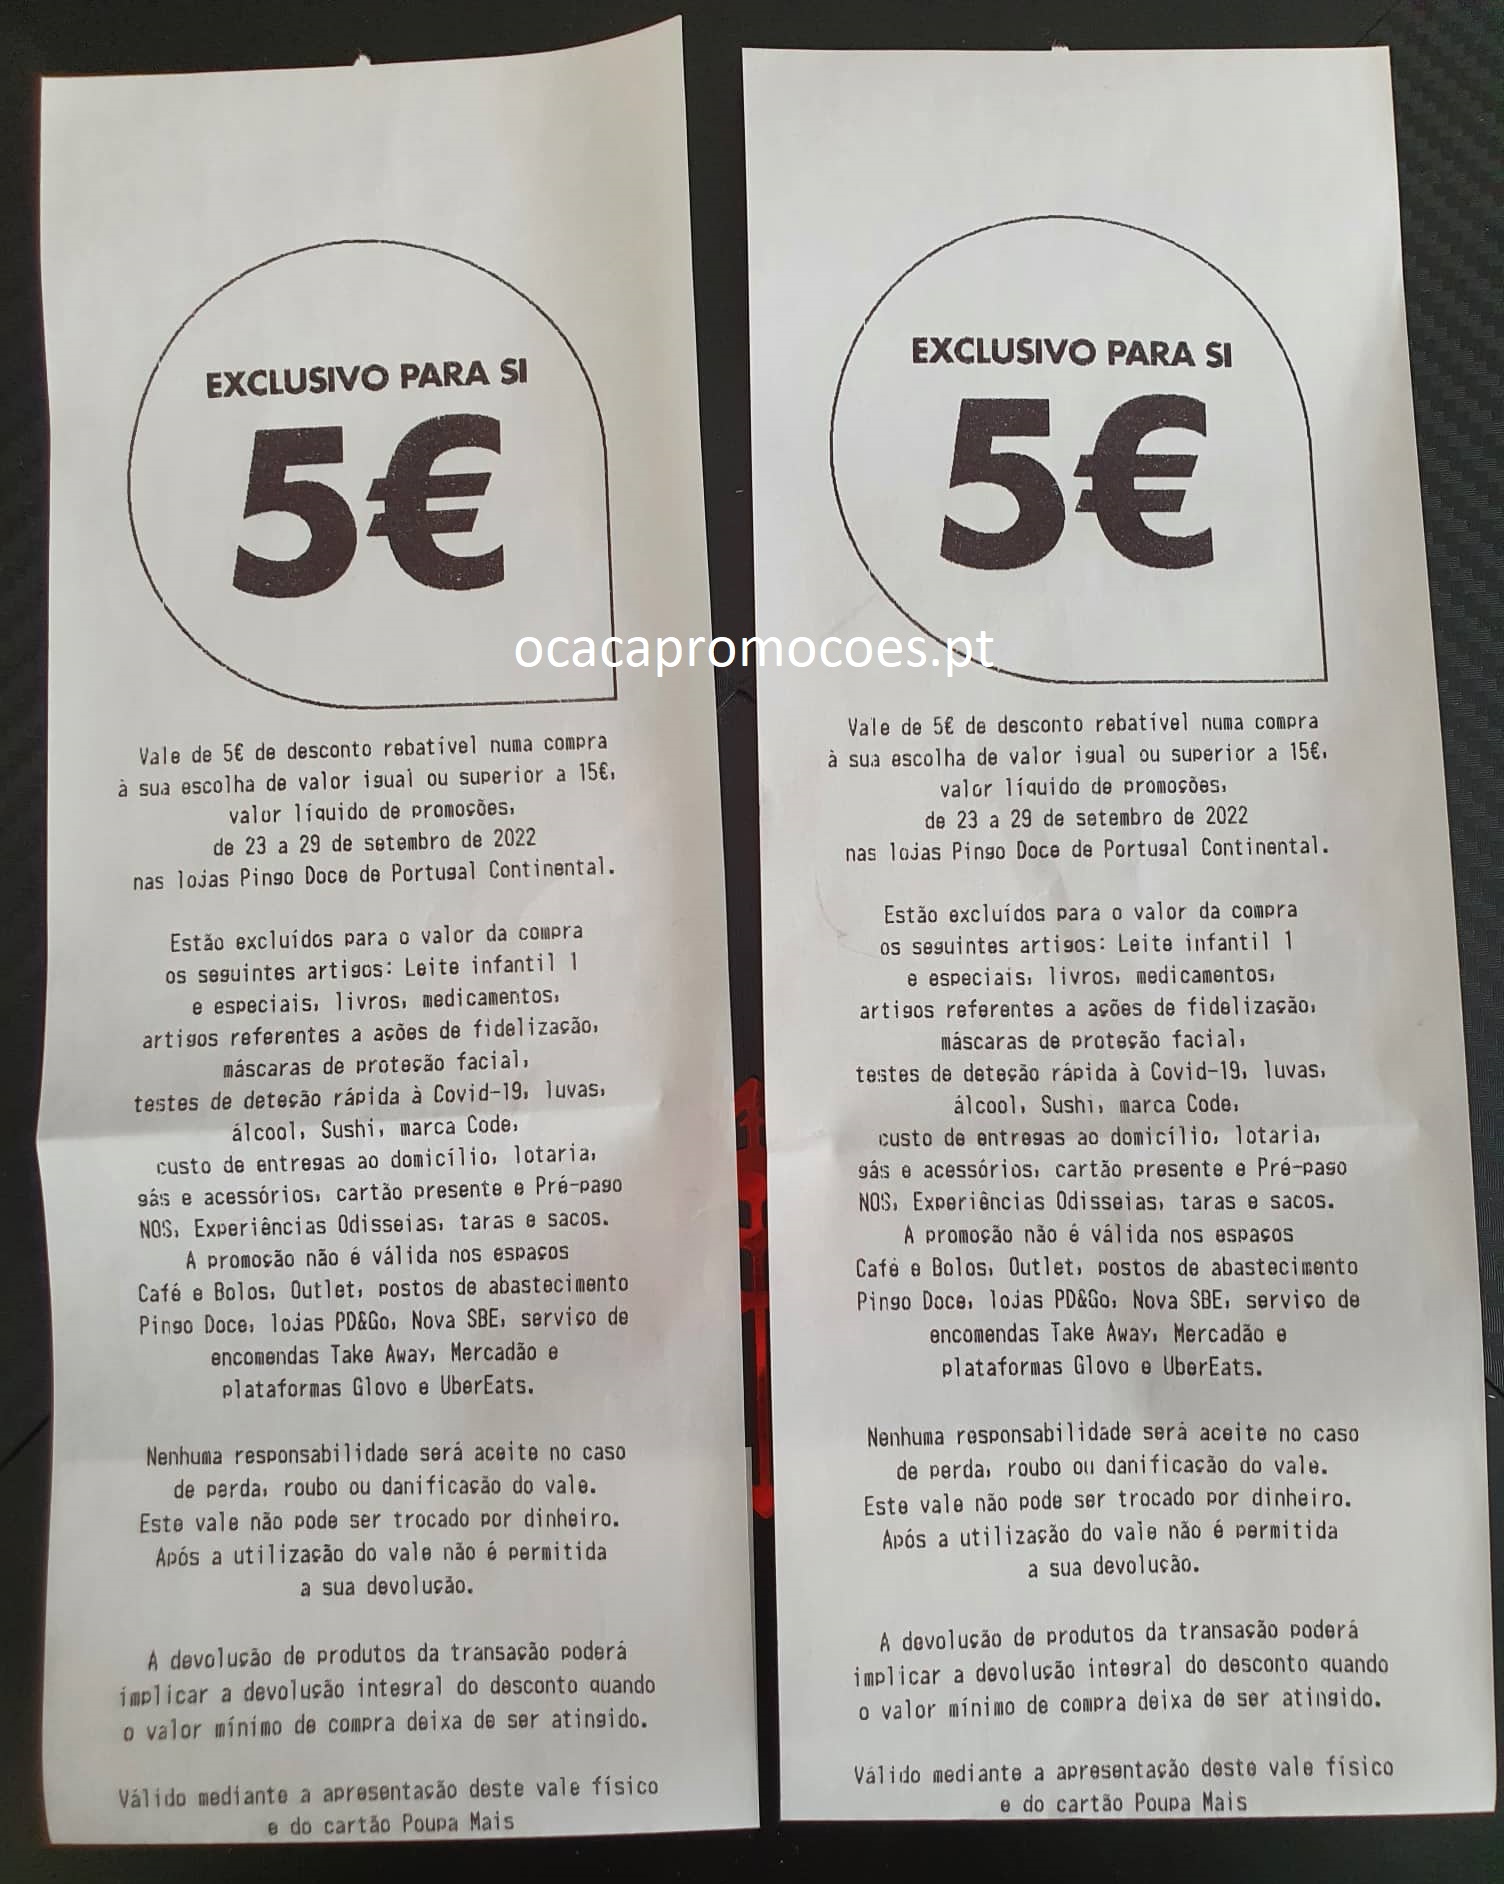 EXCLUSIVO PARA SI
5€
Vale de 5€ de desconto rebatível numa compra
à sua escolha de valor igual ou superior a 15€,
valor líquido de promoções,
de 23 a 29 de setembro de 2022
nas lojas Pingo Doce de Portugal Continental.
Estão excluídos para o valor da compra
os seguintes artigos: Leite infantil 1
e especiais, livros, medicamentos,
artigos referentes a ações de fidelização,
máscaras de proteção facial,
testes de deteção rápida à Covid-19, luvas,
álcool, Sushi, marca Code,
custo de entregas ao domicílio, lotaria,
gás e acessórios, cartão presente e Pré-pago
NOS, Experiências Odisseias, taras e sacos.
A promoção não é válida nos espaços
Café e Bolos, Outlet, postos de abastecimento
Pingo Doce, lojas PD&Go, Nova SBE, serviço de
encomendas Take Away, Mercadão e
plataformas Glovo e UberEats.
Nenhuma responsabilidade será aceite no caso
de perda, roubo ou danificação do vale.
Este vale não pode ser trocado por dinheiro.
Após a utilização do vale não é permitida
a sua devolução.
A devolução de produtos da transação poderá
implicar a devolução integral do desconto quando
o valor mínimo de compra deixa de ser atingido.
Válido mediante a apresentação deste vale físico
e do cartão Poupa Mais
EXCLUSIVO PARA SI
5€
Vale de 5€ de desconto rebatível numa compra
à sua escolha de valor igual ou superior a 15€,
valor líquido de promoções,
de 23 a 29 de setembro de 2022
nas lojas Pingo Doce de Portugal Continental.
Estão excluídos para o valor da compra
os seguintes artigos: Leite infantil 1
e especiais, livros, medicamentos,
artigos referentes a ações de fidelização,
máscaras de proteção facial,
testes de deteção rápida à Covid-19, luvas,
álcool, Sushi, marca Code,
custo de entregas ao domicílio, lotaria,
gás e acessórios, cartão presente e Pré-pago
NOS, Experiências Odisseias, taras e sacos.
A promoção não é válida nos espaços
Café e Bolos, Outlet, postos de abastecimento
Pingo Doce, lojas PD&Go, Nova SBE, serviço de
encomendas Take Away, Mercadão e
plataformas Glovo e UberEats.
Nenhuma responsabilidade será aceite no caso
de perda, roubo ou danificação do vale.
Este vale não pode ser trocado por dinheiro.
Após a utilização do vale não é permitida
a sua devolução.
A devolução de produtos da transação poderá
implicar a devolução integral do desconto quando
o valor mínimo de compra deixa de ser atingido.
Válido mediante a apresentação deste vale físico
e do cartão Poupa Mais
ocacapromocoes.pt